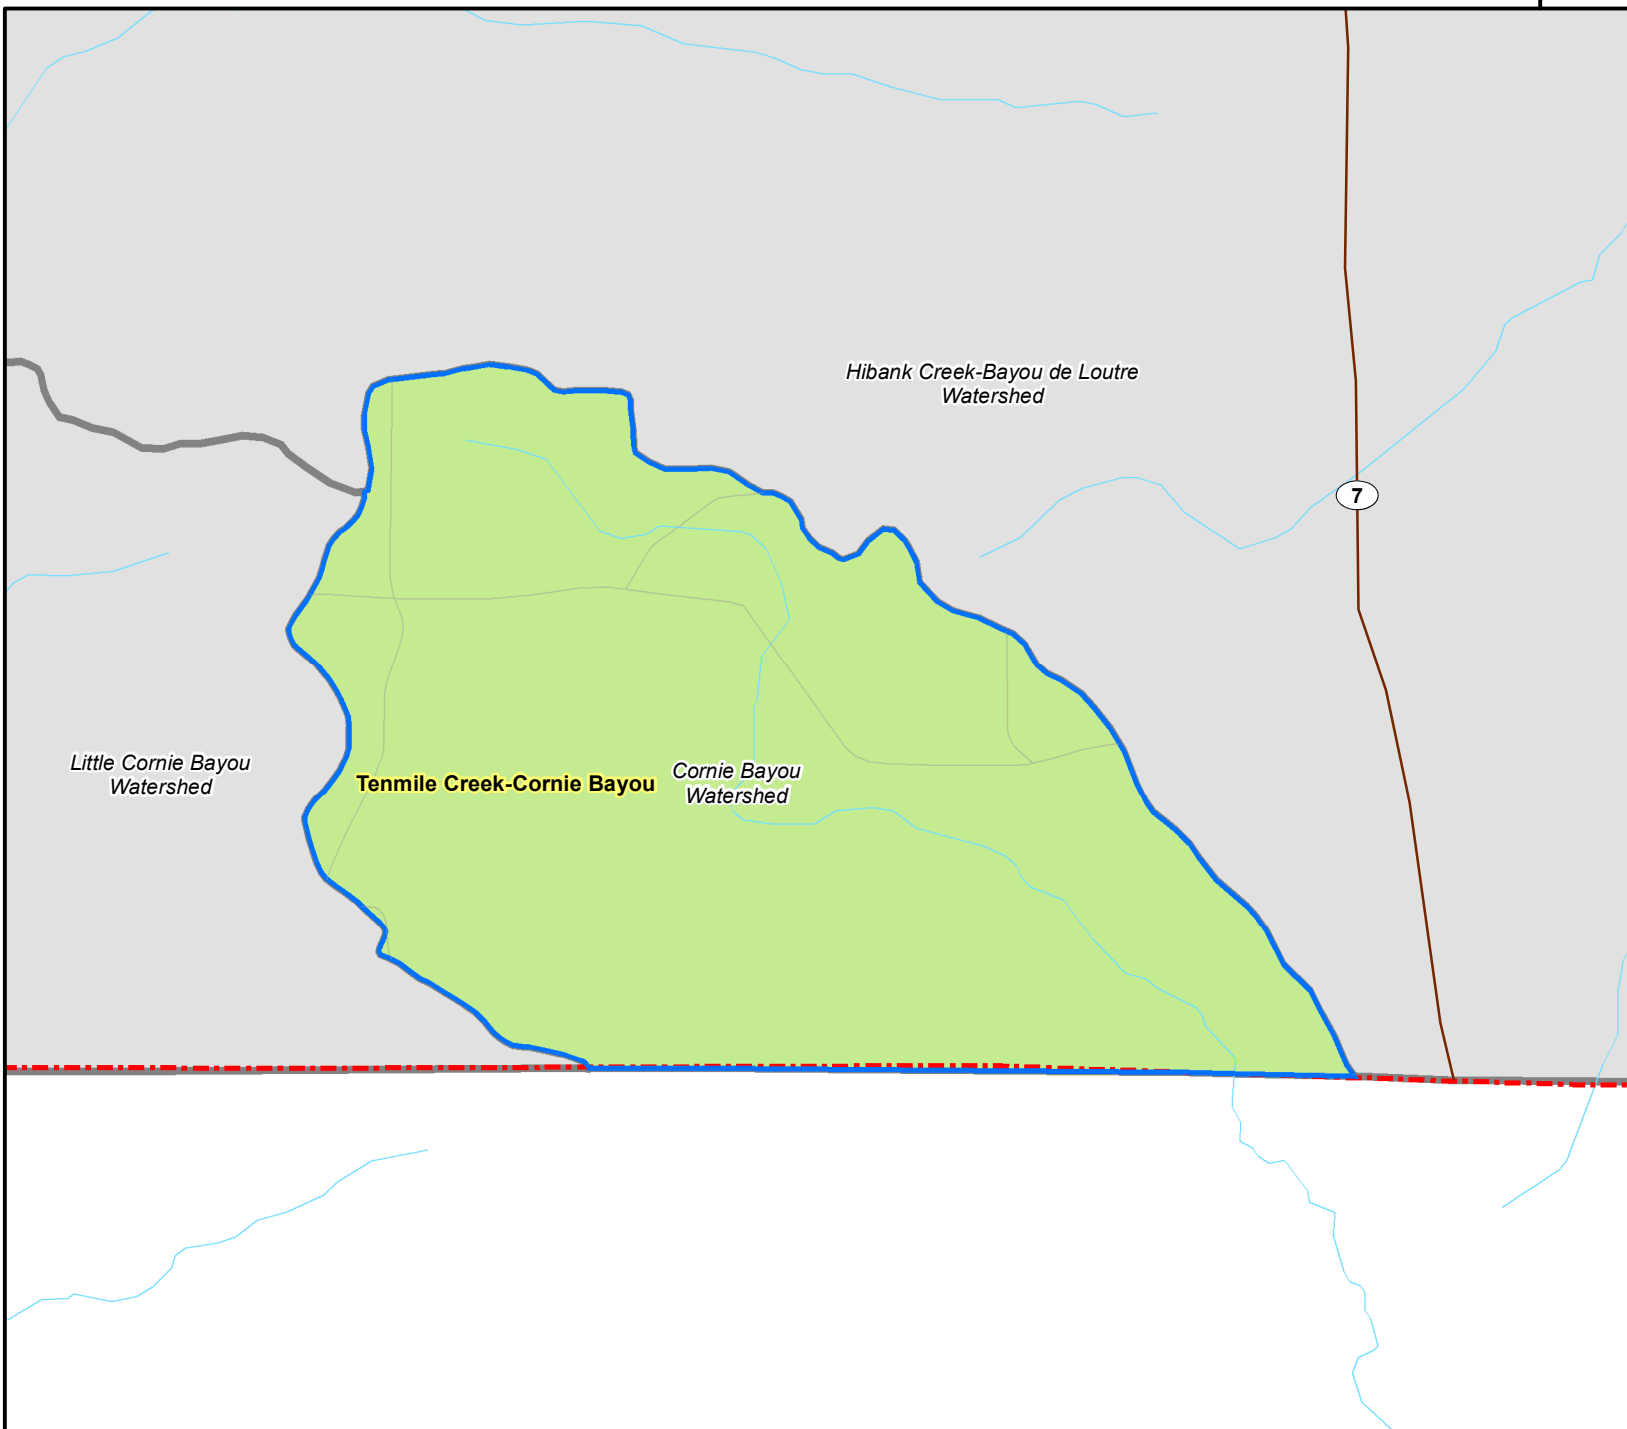 Hibank Creek-Bayou de Loutre
Watershed
7
Little Cornie Bayou
Watershed
Tenmile Creek-Cornie Bayou
Cornie Bayou
Watershed